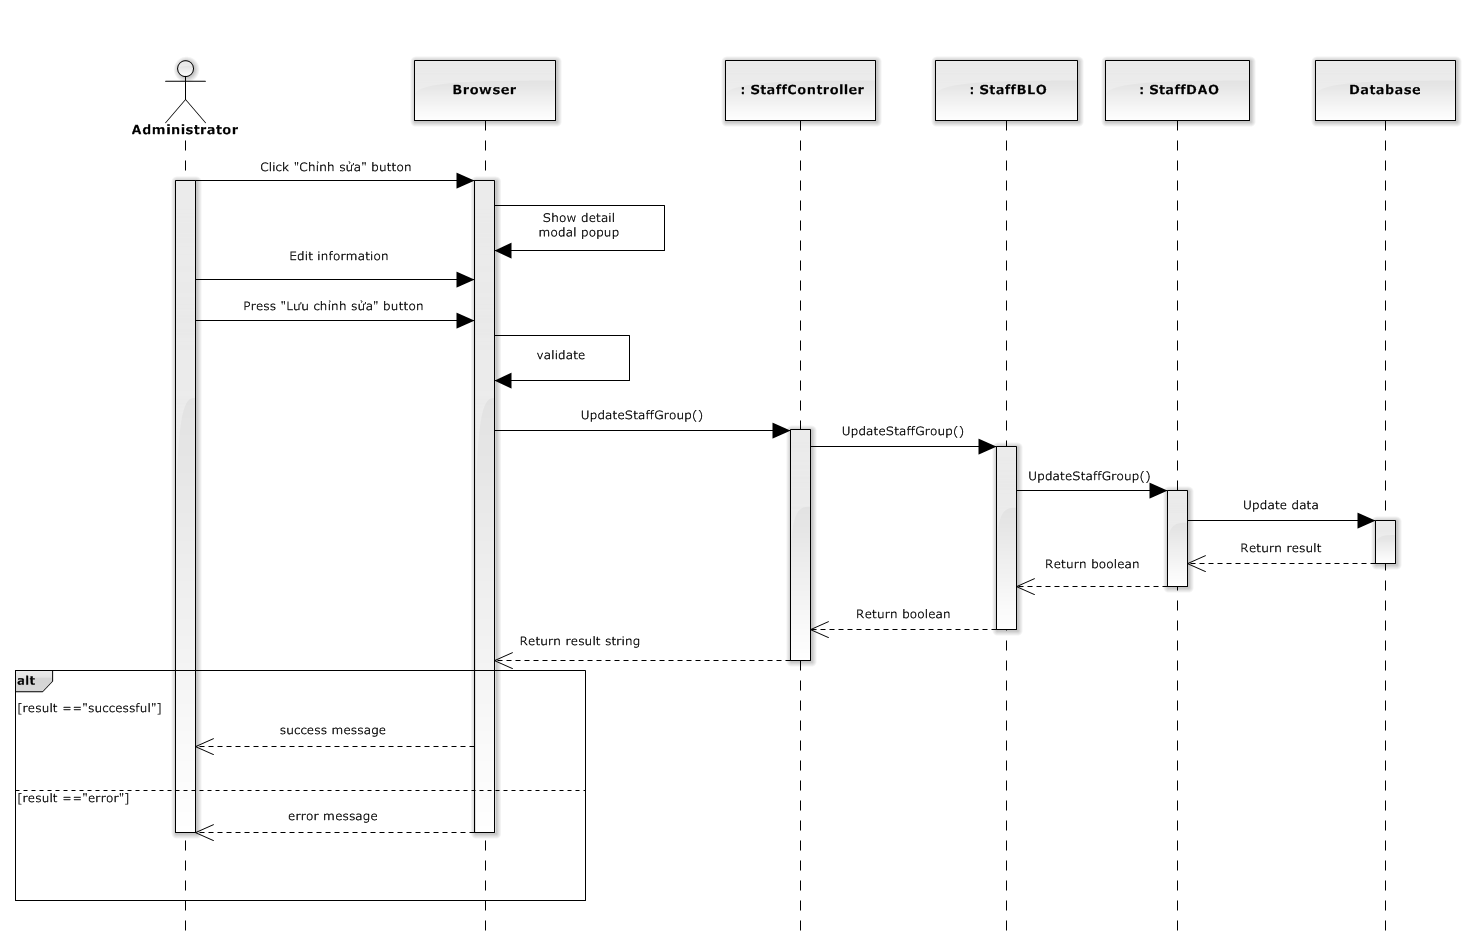 Administrator
Browser
: StaffController
: StaffBLO
: StaffDAO
Database
Click "Chỉnh sửa" button
Show detail
modal popup
Edit information
Press "Lưu chỉnh sửa" button
validate
UpdateStaffGroup()
UpdateStaffGroup()
UpdateStaffGroup()
Update data
Return result
Return boolean
Return boolean
Return result string
alt
[result =="successful"]
success message
[result =="error"]
error message